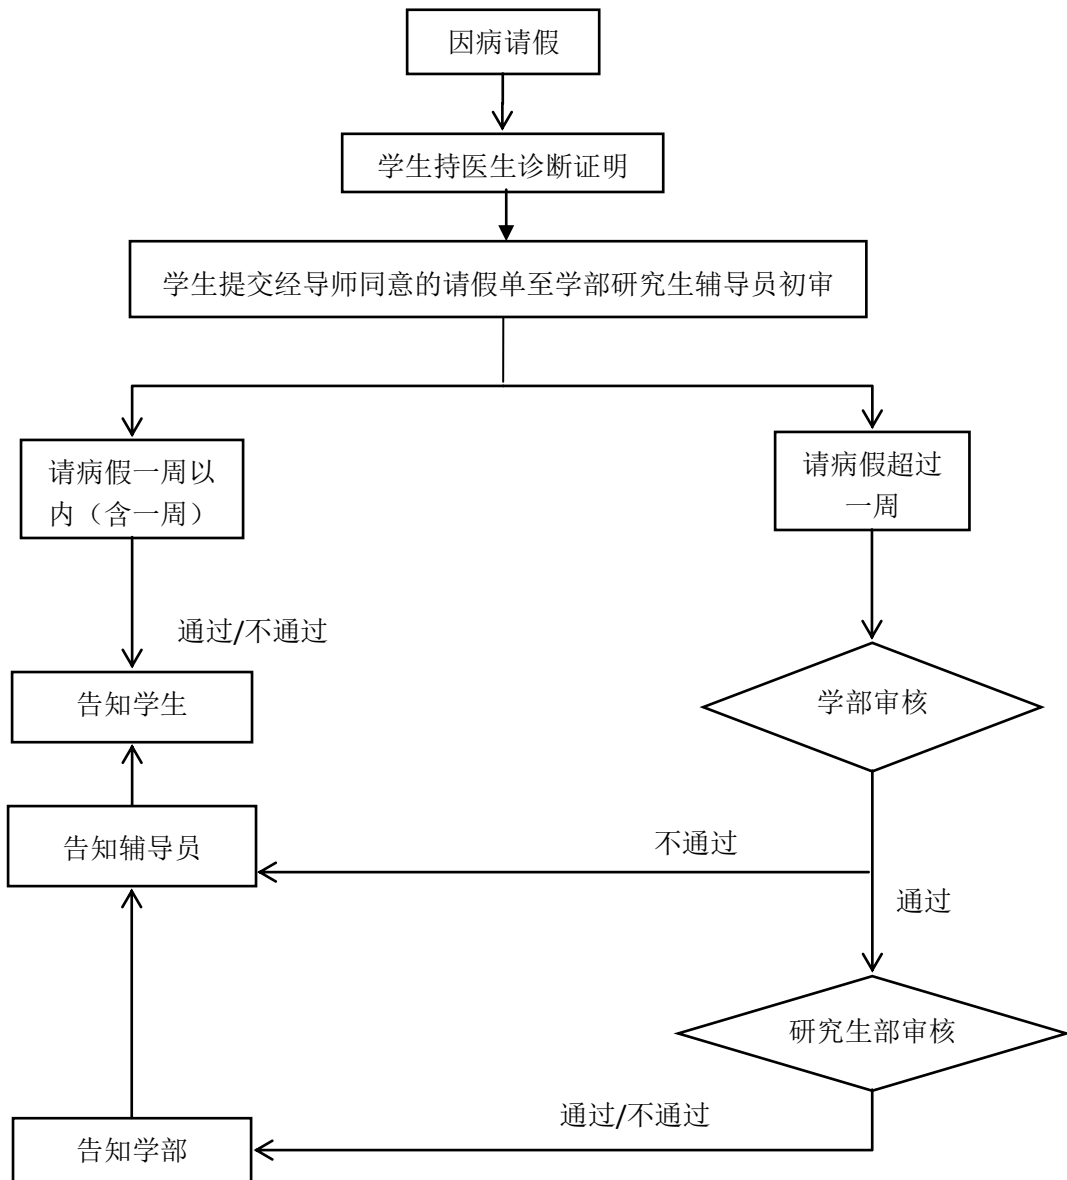 因病请假
学生持医生诊断证明
学生提交经导师同意的请假单至学部研究生辅导员初审
请病假一周以
内（含一周）
请病假超过
一周
通过/不通过
告知学生
学部审核
告知辅导员
不通过
通过
研究生部审核
通过/不通过
告知学部